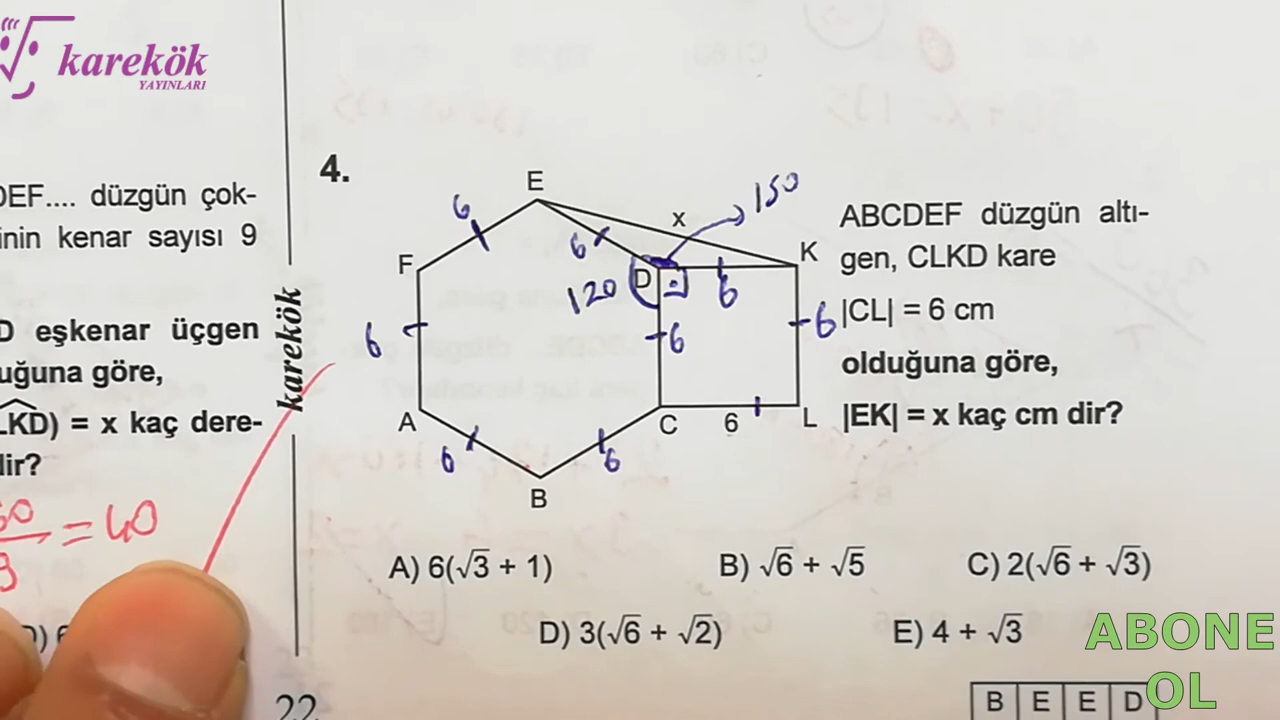 karekök
YAYINLARI
DEF.... düzgün çok-
inin kenar sayısı 9
D eşkenar üçgen
uğuna göre,
LKD) = x kaç dere-
dir?
= 40
karekök
22
4.
E
x
150
6
6
F
D
K
120
6
6
6
6
A
C
6
L
6
6
B
ABCDEF düzgün altı-
gen, CLKD kare
|CL| = 6 cm
olduğuna göre,
|EK| = x kaç cm dir?
A) 6(√3 + 1)
B) √6 + √5
C) 2(√6 + √3)
D) 3(√6 + √2)
E) 4 + √3
B E E D
ABONE
OL